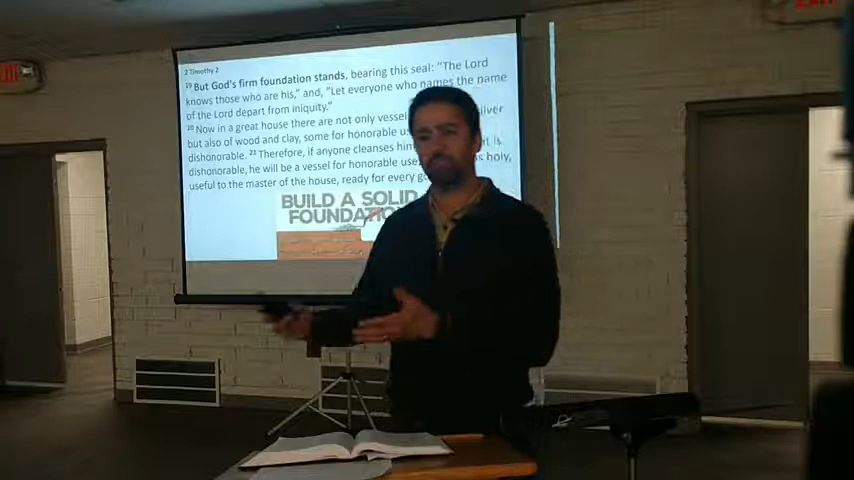 2 Timothy 2
19 But God's firm foundation stands, bearing this seal: "The Lord
knows those who are his," and, "Let everyone who names the name
of the Lord depart from iniquity."
20 Now in a great house there are not only vessel
but also of wood and clay, some for honorable
dishonorable. 21 Therefore, if anyone cleanses him is
dishonorable, he will be a vessel for honorable use, as holy,
useful to the master of the house, ready for every
BUILD A SOLID
FOUNDATION